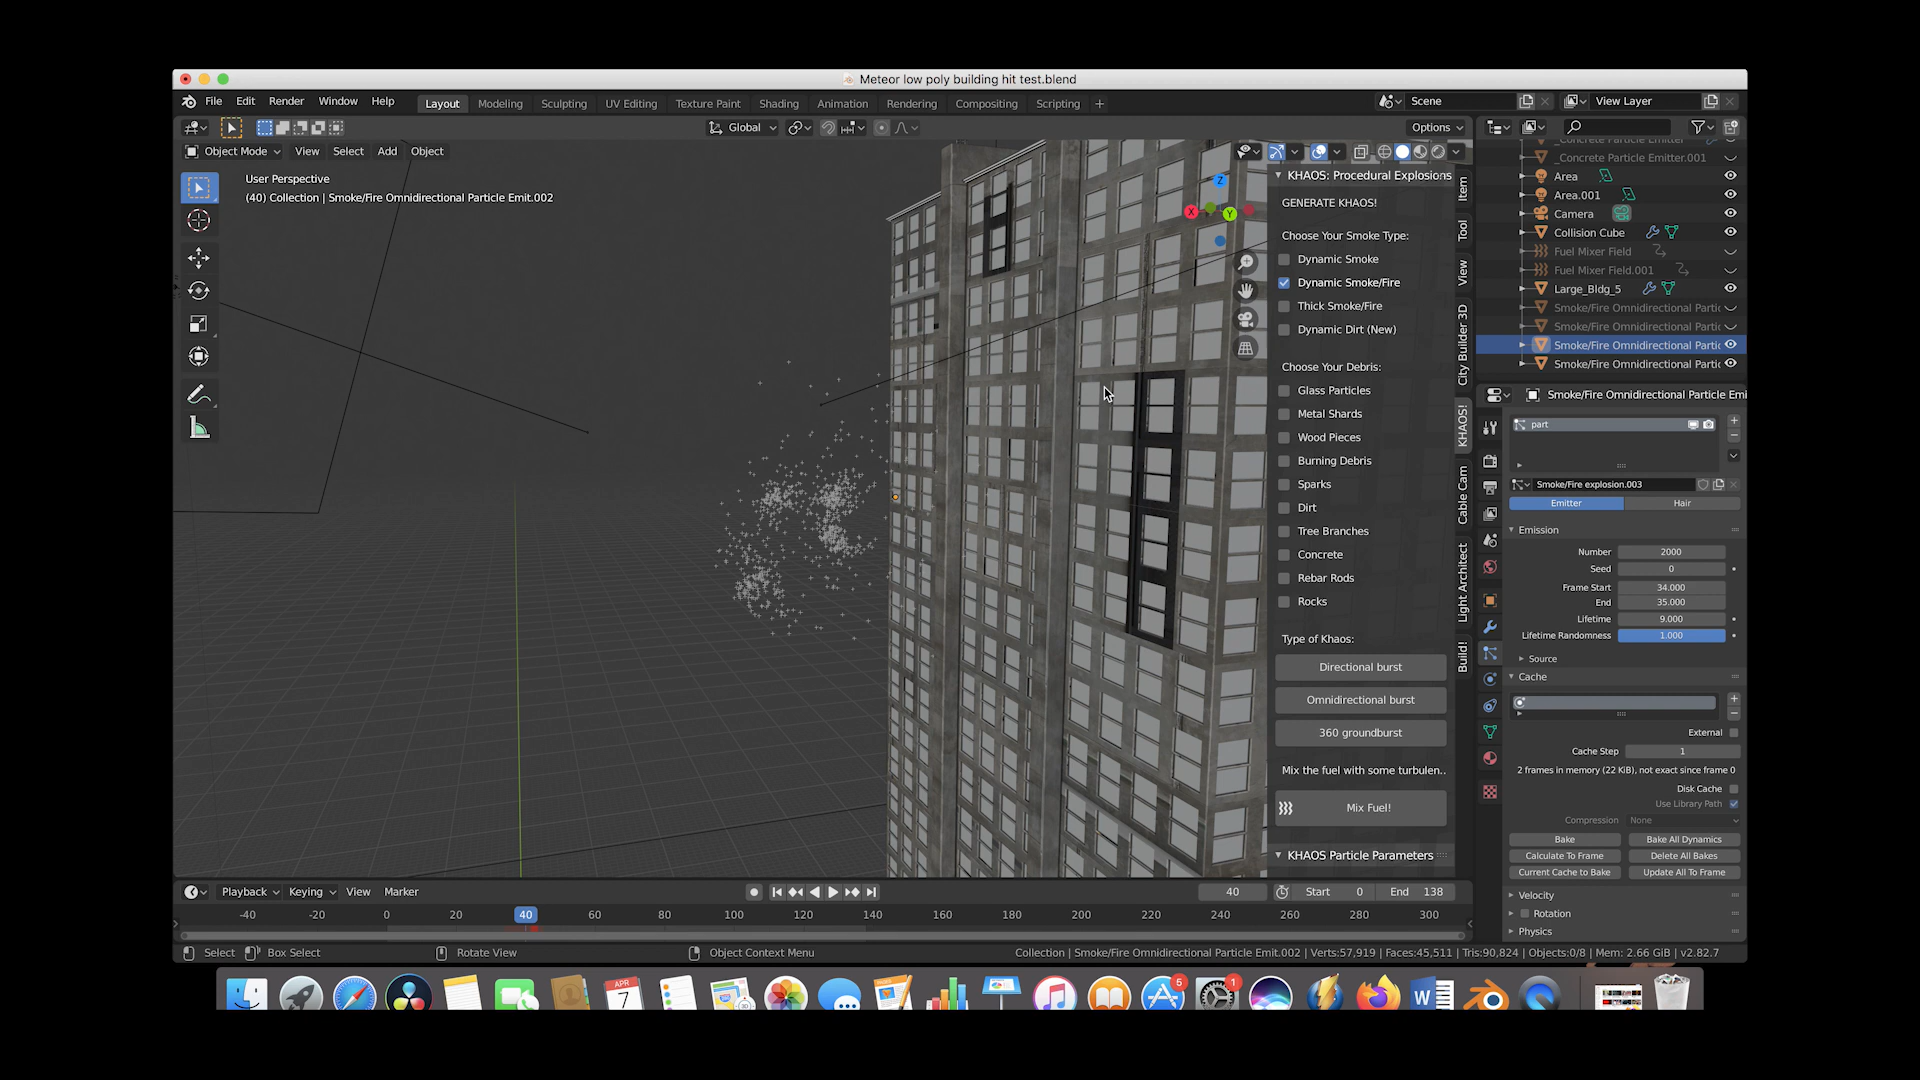 Meteor low poly building hit test.blend
File Edit Render Window Help
Layout Modeling Sculpting UV Editing Texture Paint Shading Animation Rendering Compositing Scripting +
Scene
View Layer
Global
Options
Object Mode View Select Add Object
User Perspective
(40) Collection | Smoke/Fire Omnidirectional Particle Emit.002
Z
X
Y
KHAOS: Procedural Explosions
GENERATE KHAOS!
Choose Your Smoke Type:
Dynamic Smoke
Dynamic Smoke/Fire
Thick Smoke/Fire
Dynamic Dirt (New)
Choose Your Debris:
Glass Particles
Metal Shards
Wood Pieces
Burning Debris
Sparks
Dirt
Tree Branches
Concrete
Rebar Rods
Rocks
Type of Khaos:
Directional burst
Omnidirectional burst
360 groundburst
Mix the fuel with some turbulen..
Mix Fuel!
KHAOS Particle Parameters
Item
Tool
View
City Builder 3D
KHAOS!
Cable Cam
Light Architect
Build!
_Concrete Particle Emitter
_Concrete Particle Emitter.001
Area
Area.001
Camera
Collision Cube
Fuel Mixer Field
Fuel Mixer Field.001
Large_Bldg_5
Smoke/Fire Omnidirectional Partic
Smoke/Fire Omnidirectional Partic
Smoke/Fire Omnidirectional Partic
Smoke/Fire Omnidirectional Partic
Smoke/Fire Omnidirectional Particle Emi
part
Smoke/Fire explosion.003
Emitter Hair
Emission
Number 2000
Seed 0
Frame Start 34.000
End 35.000
Lifetime 9.000
Lifetime Randomness 1.000
Source
Cache
External
Cache Step 1
2 frames in memory (22 KiB), not exact since frame 0
Disk Cache
Use Library Path
Compression None
Bake Bake All Dynamics
Calculate To Frame Delete All Bakes
Current Cache to Bake Update All To Frame
Velocity
Rotation
Physics
Playback Keying View Marker
40 Start 0 End 138
-40 -20 0 20 40 60 80 100 120 140 160 180 200 220 240 260 280 300
Select Box Select Rotate View Object Context Menu
Collection | Smoke/Fire Omnidirectional Particle Emit.002 | Verts:57,919 | Faces:45,511 | Tris:90,824 | Objects:0/8 | Mem: 2.66 GiB | v2.82.7
APR
7
5
1
W